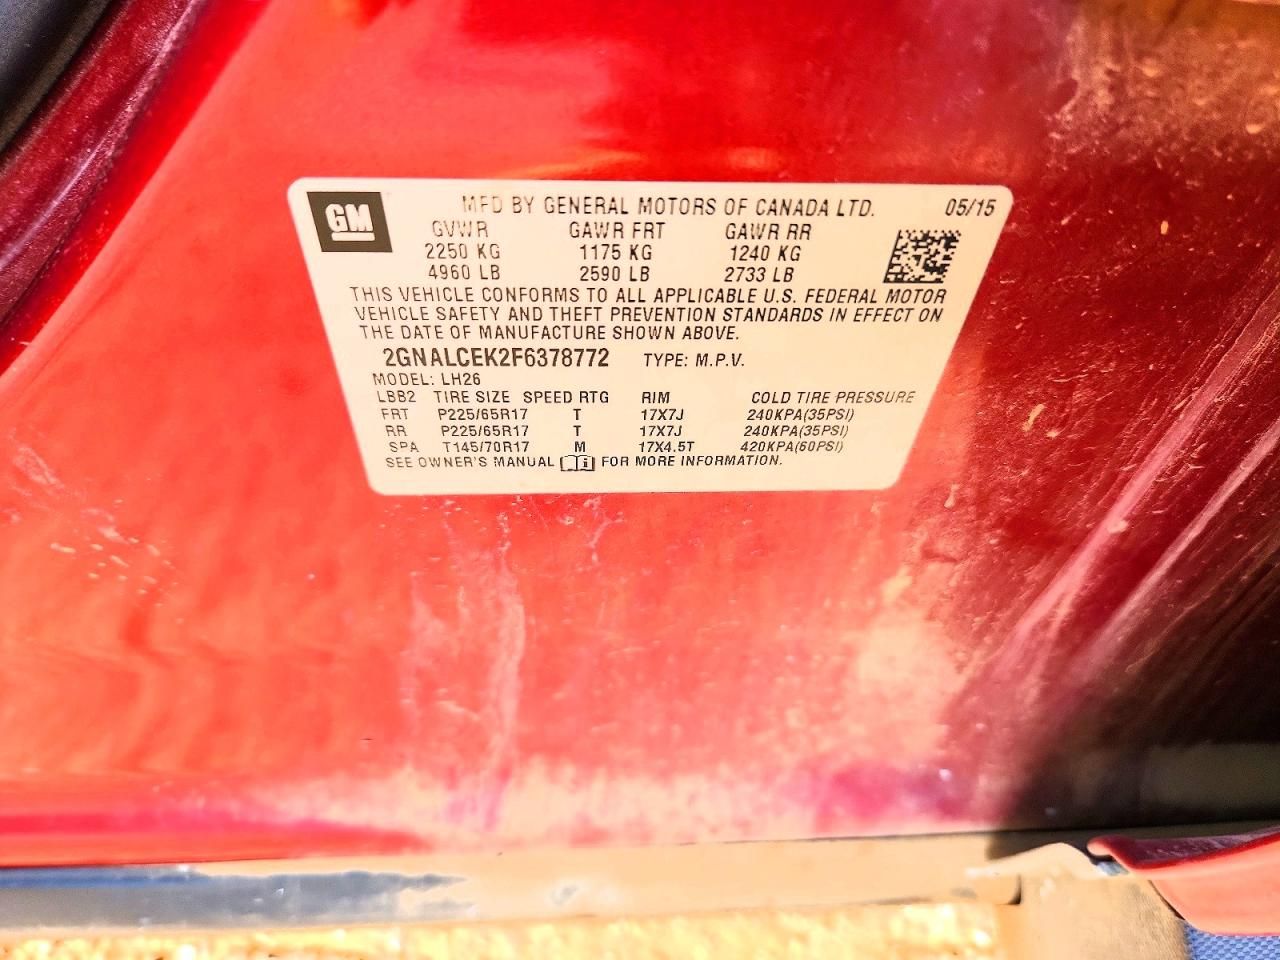 GM
MFD BY GENERAL MOTORS OF CANADA LTD. 05/15
GVWR GAWR FRT GAWR RR
2250 KG 1175 KG 1240 KG
4960 LB 2590 LB 2733 LB
THIS VEHICLE CONFORMS TO ALL APPLICABLE U.S. FEDERAL MOTOR
VEHICLE SAFETY AND THEFT PREVENTION STANDARDS IN EFFECT ON
THE DATE OF MANUFACTURE SHOWN ABOVE.
2GNALCEK2F6378772 TYPE: M.P.V.
MODEL: LH26
LBB2 TIRE SIZE SPEED RTG RIM COLD TIRE PRESSURE
FRT P225/65R17 T 17X7J 240KPA(35PSI)
RR P225/65R17 T 17X7J 240KPA(35PSI)
SPA T145/70R17 M 17X4.5T 420KPA(60PSI)
SEE OWNER'S MANUAL i FOR MORE INFORMATION.